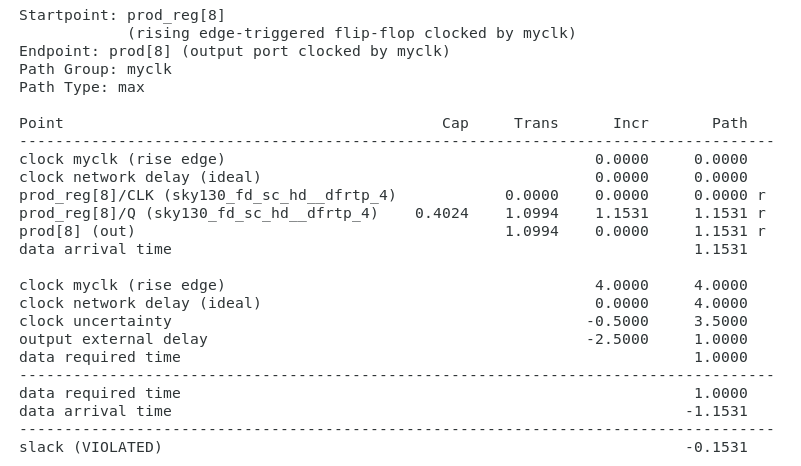 Startpoint: prod_reg[8]
            (rising edge-triggered flip-flop clocked by myclk)
Endpoint: prod[8] (output port clocked by myclk)
Path Group: myclk
Path Type: max

Point                                          Cap     Trans      Incr       Path
------------------------------------------------------------------------------------
clock myclk (rise edge)                                         0.0000     0.0000
clock network delay (ideal)                                     0.0000     0.0000
prod_reg[8]/CLK (sky130_fd_sc_hd__dfrtp_4)            0.0000    0.0000     0.0000 r
prod_reg[8]/Q (sky130_fd_sc_hd__dfrtp_4)    0.4024    1.0994    1.1531     1.1531 r
prod[8] (out)                                         1.0994    0.0000     1.1531 r
data arrival time                                                          1.1531

clock myclk (rise edge)                                         4.0000     4.0000
clock network delay (ideal)                                     0.0000     4.0000
clock uncertainty                                              -0.5000     3.5000
output external delay                                          -2.5000     1.0000
data required time                                                         1.0000
------------------------------------------------------------------------------------
data required time                                                         1.0000
data arrival time                                                         -1.1531
------------------------------------------------------------------------------------
slack (VIOLATED)                                                          -0.1531